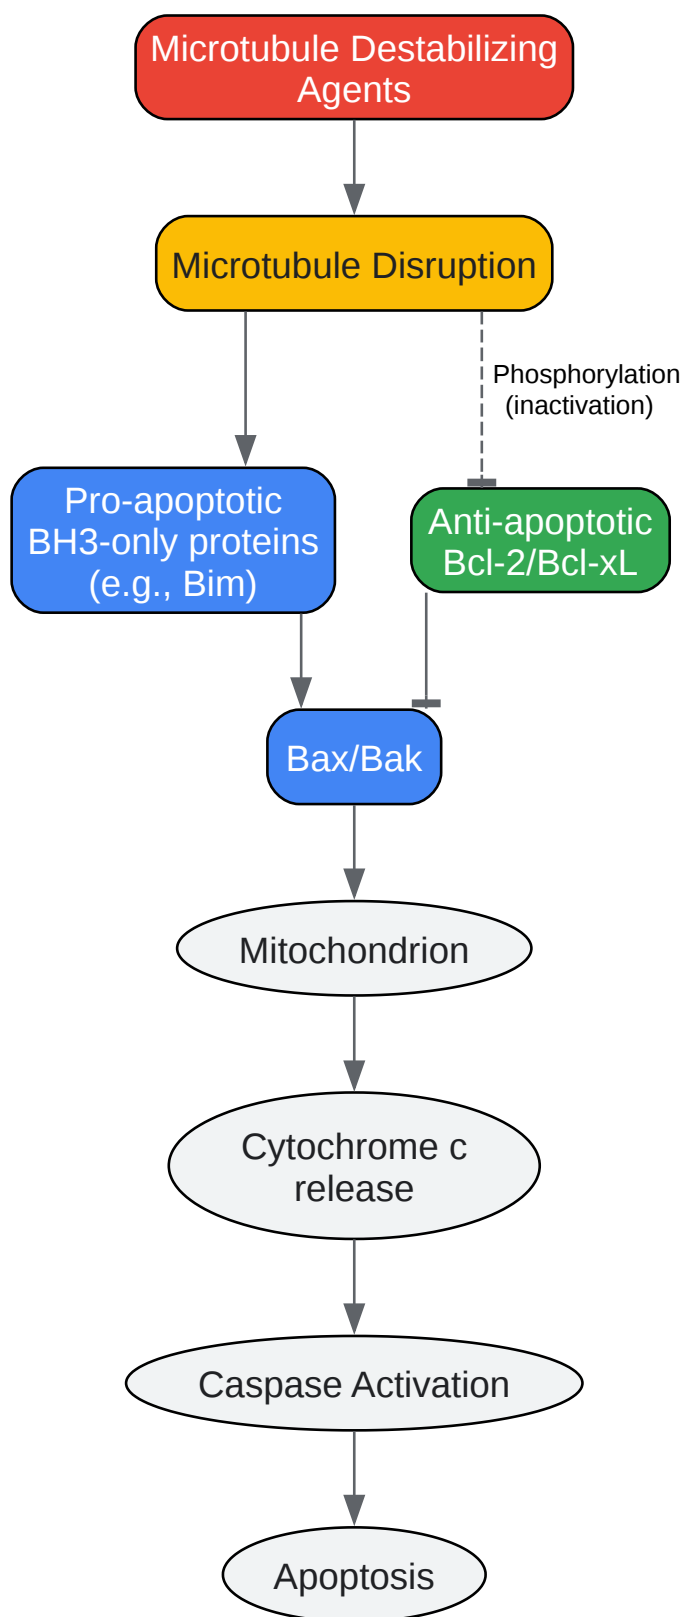 Microtubule Destabilizing
Agents
Microtubule Disruption
Phosphorylation
(inactivation)
Pro-apoptotic
BH3-only proteins
(e.g., Bim)
Anti-apoptotic
Bcl-2/Bcl-xL
Bax/Bak
Mitochondrion
Cytochrome c
release
Caspase Activation
Apoptosis